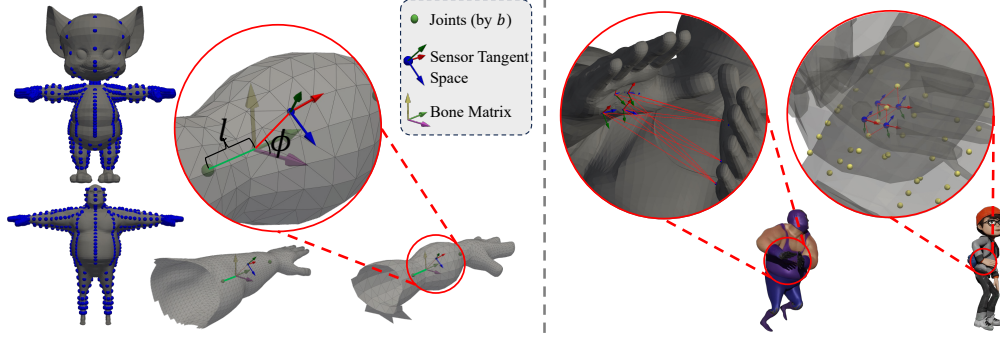 Joints (by b)
Sensor Tangent
Space
Bone Matrix
l
ϕ